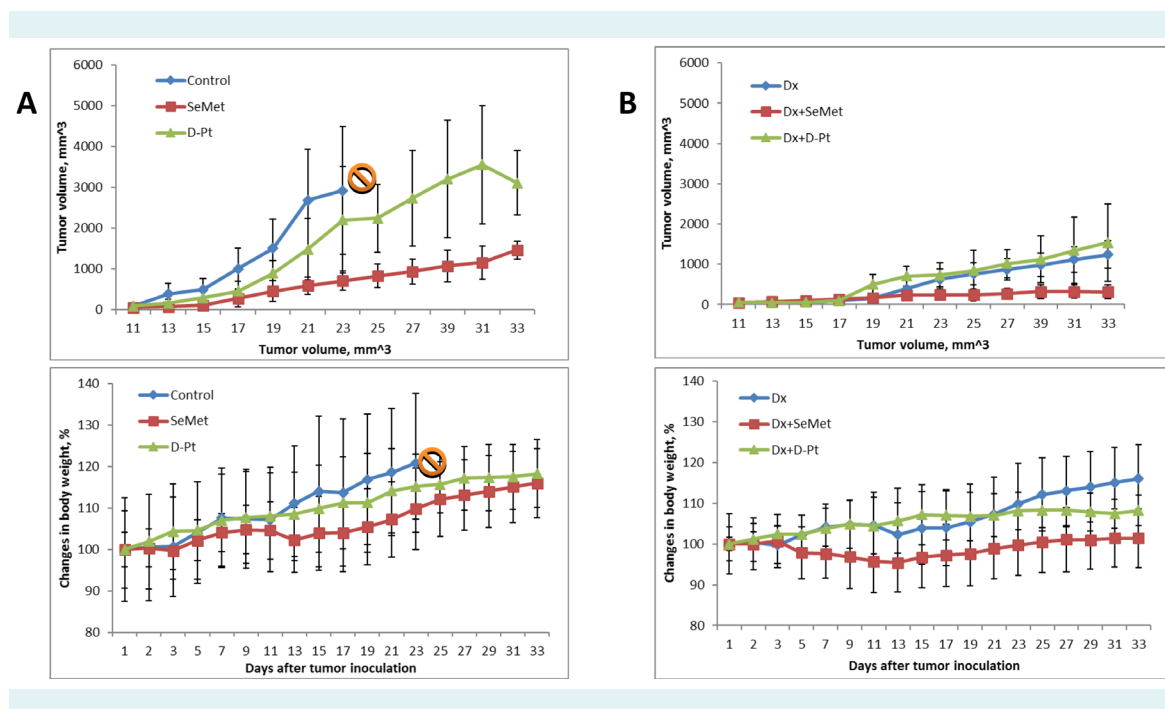 A
6000
5000
4000
3000
2000
1000
0
Tumor volume, mm^3
Control
SeMet
D-Pt
11 13 15 17 19 21 23 25 27 39 31 33
Tumor volume, mm^3
B
6000
5000
4000
3000
2000
1000
0
Tumor volume, mm^3
Dx
Dx+SeMet
Dx+D-Pt
11 13 15 17 19 21 23 25 27 39 31 33
Tumor volume, mm^3
140
130
120
110
100
90
80
Changes in body weight, %
Control
SeMet
D-Pt
1 2 3 5 7 9 11 13 15 17 19 21 23 25 27 29 31 33
Days after tumor inoculation
140
130
120
110
100
90
80
Changes in body weight, %
Dx
Dx+SeMet
Dx+D-Pt
1 2 3 5 7 9 11 13 15 17 19 21 23 25 27 29 31 33
Days after tumor inoculation